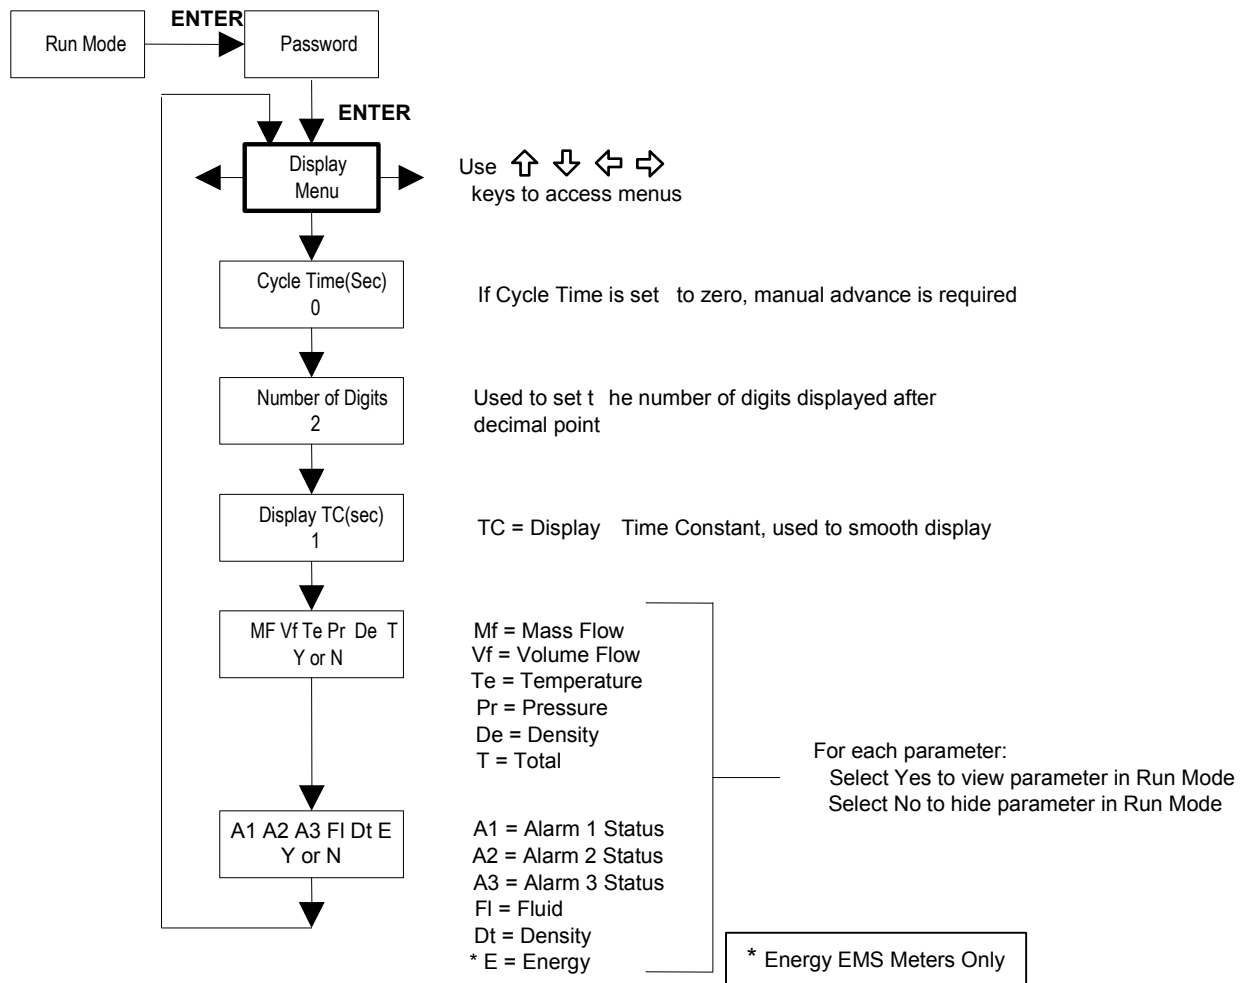 ENTER
Run Mode
Password
ENTER
Display
Menu
Use
keys to access menus
Cycle Time(Sec)
0
If Cycle Time is set to zero, manual advance is required
Number of Digits
2
Used to set t he number of digits displayed after
decimal point
Display TC(sec)
1
TC = Display Time Constant, used to smooth display
MF Vf Te Pr De T
Y or N
Mf = Mass Flow
Vf = Volume Flow
Te = Temperature
Pr = Pressure
De = Density
T = Total
For each parameter:
Select Yes to view parameter in Run Mode
Select No to hide parameter in Run Mode
A1 A2 A3 Fl Dt E
Y or N
A1 = Alarm 1 Status
A2 = Alarm 2 Status
A3 = Alarm 3 Status
Fl = Fluid
Dt = Density
* E = Energy
* Energy EMS Meters Only